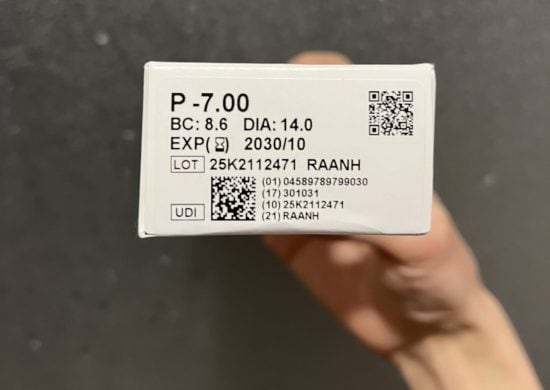 P -7.00
BC: 8.6 DIA: 14.0
EXP(⌛) 2030/10
LOT 25K2112471 RAANH
(01) 04589789799030
(17) 301031
(10) 25K2112471
(21) RAANH
UDI